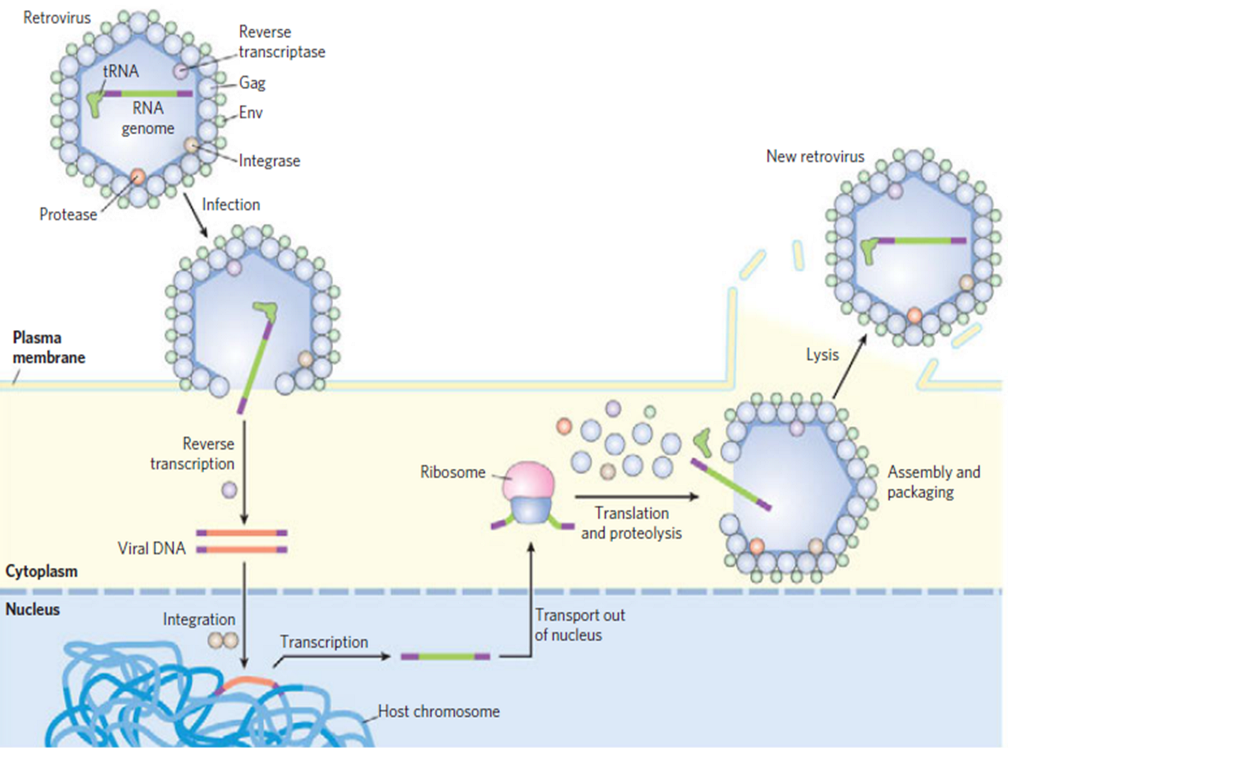 Retrovirus
Reverse
transcriptase
tRNA
Gag
RNA
genome
Env
Integrase
Protease
Infection
New retrovirus
Plasma
membrane
Lysis
Reverse
transcription
Ribosome
Assembly and
packaging
Translation
and proteolysis
Viral DNA
Cytoplasm
Nucleus
Integration
Transport out
of nucleus
Transcription
Host chromosome